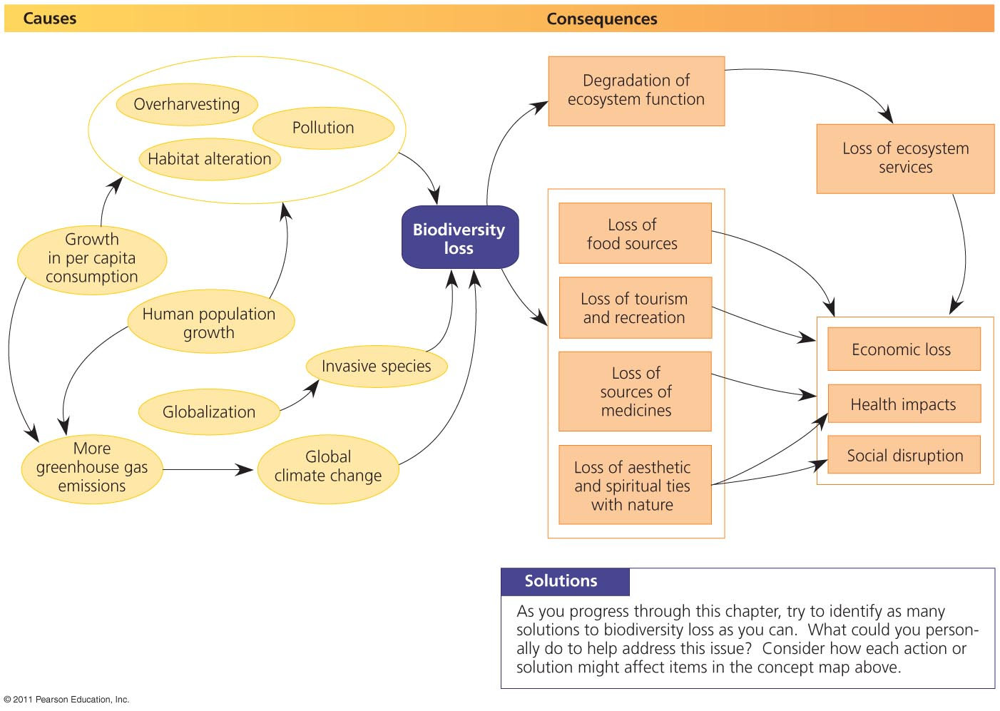 Causes
Consequences
Overharvesting
Pollution
Habitat alteration
Growth
in per capita
consumption
Human population
growth
Invasive species
Globalization
More
greenhouse gas
emissions
Global
climate change
Biodiversity
loss
Degradation of
ecosystem function
Loss of ecosystem
services
Loss of
food sources
Loss of tourism
and recreation
Loss of
sources of
medicines
Loss of aesthetic
and spiritual ties
with nature
Economic loss
Health impacts
Social disruption
Solutions
As you progress through this chapter, try to identify as many
solutions to biodiversity loss as you can.  What could you person-
ally do to help address this issue?  Consider how each action or
solution might affect items in the concept map above.
© 2011 Pearson Education, Inc.